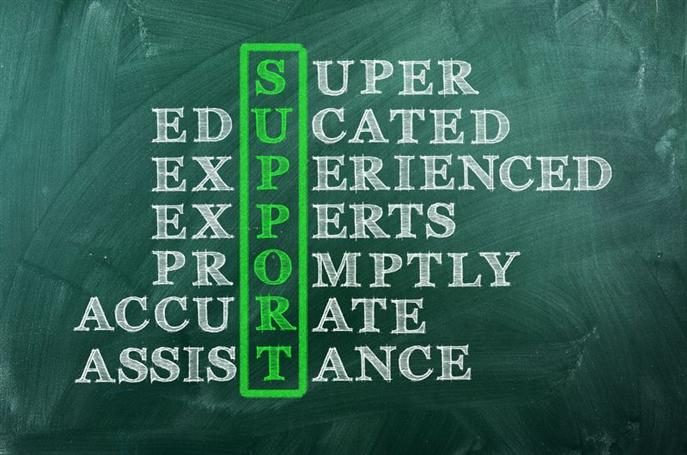 SUPER
EDUCATED
EXPERIENCED
EXPERTS
PROMPTLY
ACCURATE
ASSISTANCE